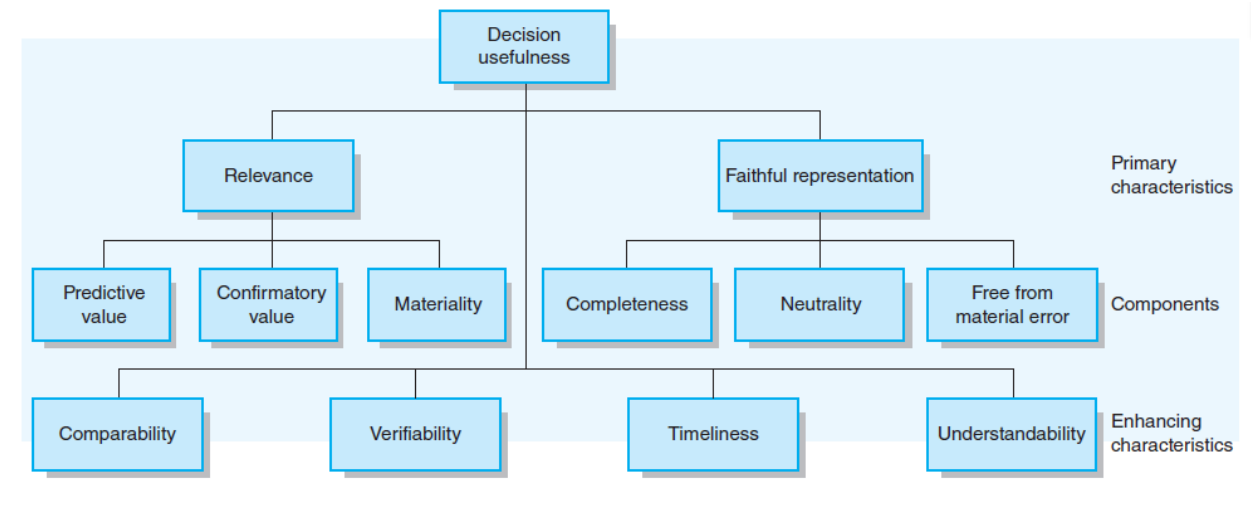 Decision
usefulness
Relevance
Faithful representation
Primary
characteristics
Predictive
value
Confirmatory
value
Materiality
Completeness
Neutrality
Free from
material error
Components
Comparability
Verifiability
Timeliness
Understandability
Enhancing
characteristics